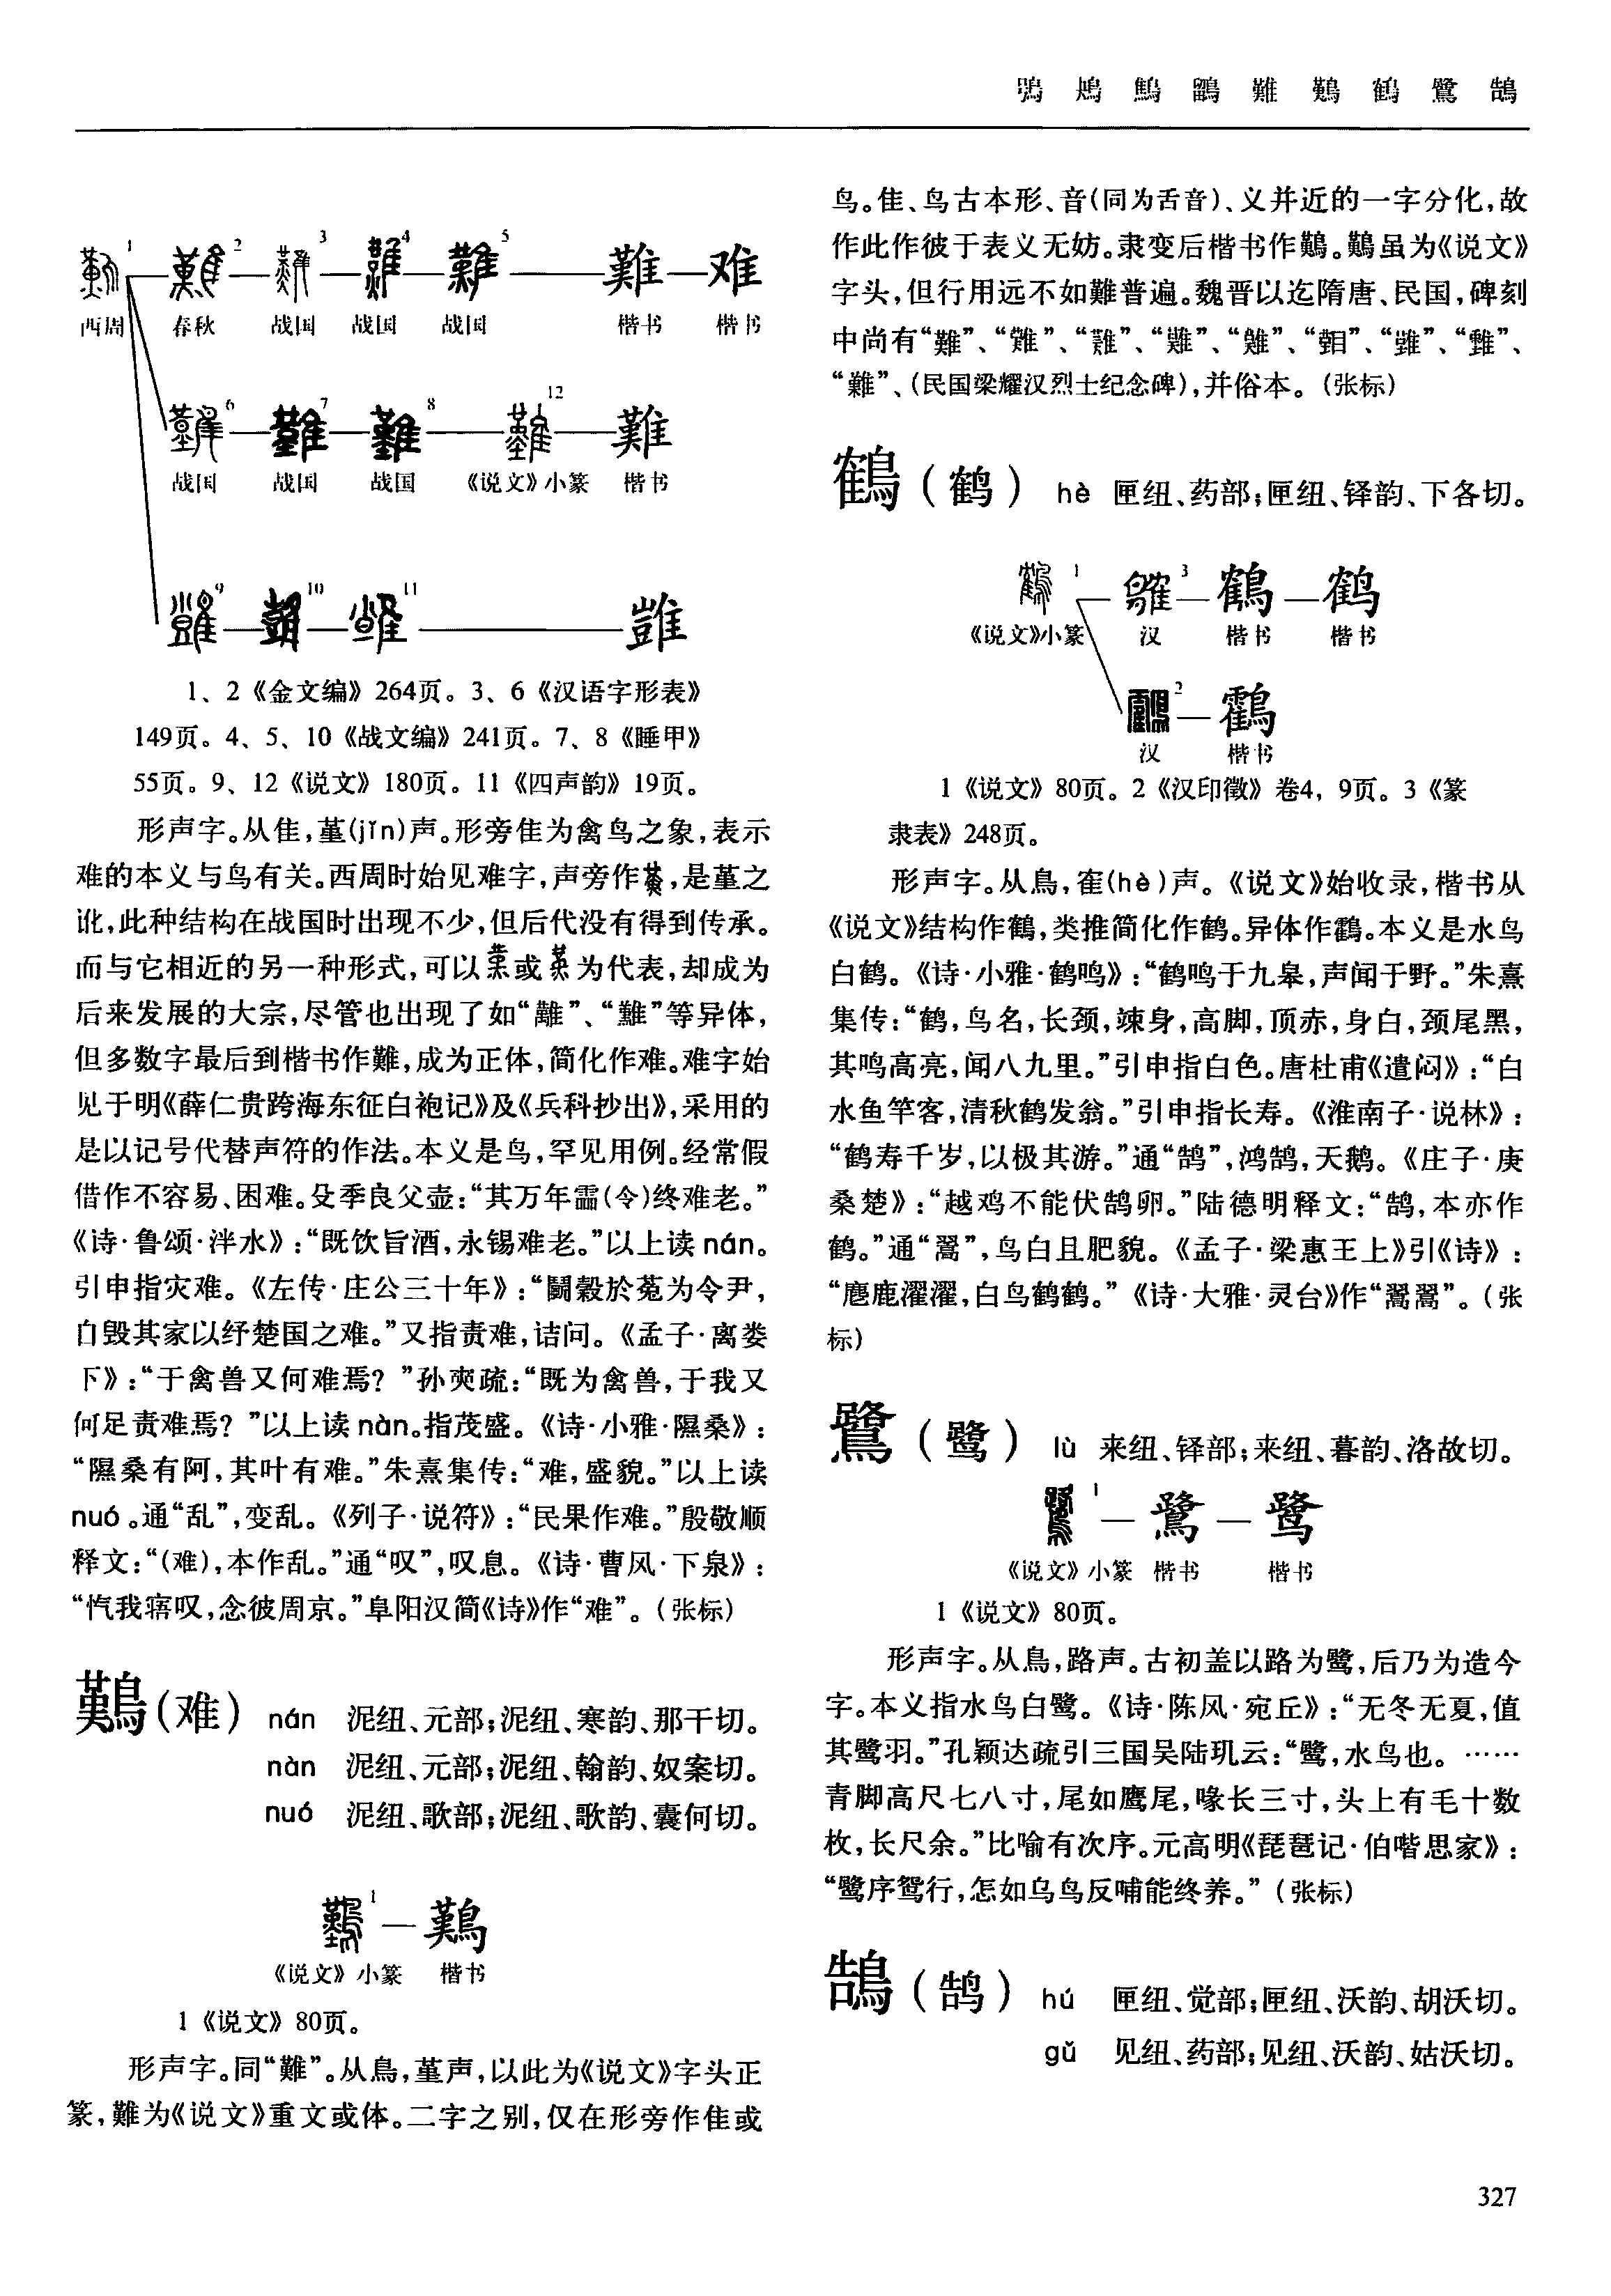 難 鶴 鷺 鵠
1 2 3 4 5
難 难
西周 春秋 战国 战国 战国 楷书 楷书
6 7 8 12
難
战国 战国 战国 《说文》小篆 楷书
9 10 11
1、2《金文编》264页。3、6《汉语字形表》
149页。4、5、10《战文编》241页。7、8《睡甲》
55页。9、12《说文》180页。11《四声韵》19页。
形声字。从隹,堇(jǐn)声。形旁隹为禽鸟之象,表示
难的本义与鸟有关。西周时始见难字,声旁作,是堇之
讹,此种结构在战国时出现不少,但后代没有得到传承。
而与它相近的另一种形式,可以或为代表,却成为
后来发展的大宗,尽管也出现了如“”、“”等异体,
但多数字最后到楷书作難,成为正体,简化作难。难字始
见于明《薛仁贵跨海东征白袍记》及《兵科抄出》,采用的
是以记号代替声符的作法。本义是鸟,罕见用例。经常假
借作不容易、困难。殳季良父壶:“其万年霝(令)终难老。”
《诗·鲁颂·泮水》:“既饮旨酒,永锡难老。”以上读nán。
引申指灾难。《左传·庄公三十年》:“鬭穀於菟为令尹,
自毁其家以纾楚国之难。”又指责难,诘问。《孟子·离娄
下》:“于禽兽又何难焉?”孙奭疏:“既为禽兽,于我又
何足责难焉?”以上读nàn。指茂盛。《诗·小雅·隰桑》:
“隰桑有阿,其叶有难。”朱熹集传:“难,盛貌。”以上读
nuó。通“乱”,变乱。《列子·说符》:“民果作难。”殷敬顺
释文:“(难),本作乱。”通“叹”,叹息。《诗·曹风·下泉》:
“忾我寤叹,念彼周京。”阜阳汉简《诗》作“难”。(张标)
鷬(难) nán 泥纽、元部;泥纽、寒韵、那干切。
nàn 泥纽、元部;泥纽、翰韵、奴案切。
nuó 泥纽、歌部;泥纽、歌韵、囊何切。
1
《说文》小篆 楷书
1《说文》80页。
形声字。同“難”。从鳥,堇声,以此为《说文》字头正
篆,難为《说文》重文或体。二字之别,仅在形旁作隹或
鸟。隹、鸟古本形、音(同为舌音)、义并近的一字分化,故
作此作彼于表义无妨。隶变后楷书作鷬。鷬虽为《说文》
字头,但行用远不如難普遍。魏晋以迄隋唐、民国,碑刻
中尚有“”、“”、“”、“”、“”、“”、“”、“”、
“”、(民国梁耀汉烈士纪念碑),并俗本。(张标)
鶴(鹤) hè 匣纽、药部;匣纽、铎韵、下各切。
1 3 鶴 鹤
《说文》小篆 汉 楷书 楷书
2
汉 楷书
1《说文》80页。2《汉印徵》卷4,9页。3《篆
隶表》248页。
形声字。从鳥,隺(hè)声。《说文》始收录,楷书从
《说文》结构作鶴,类推简化作鹤。异体作。本义是水鸟
白鹤。《诗·小雅·鹤鸣》:“鹤鸣于九皋,声闻于野。”朱熹
集传:“鹤,鸟名,长颈,竦身,高脚,顶赤,身白,颈尾黑,
其鸣高亮,闻八九里。”引申指白色。唐杜甫《遣闷》:“白
水鱼竿客,清秋鹤发翁。”引申指长寿。《淮南子·说林》:
“鹤寿千岁,以极其游。”通“鹄”,鸿鹄,天鹅。《庄子·庚
桑楚》:“越鸡不能伏鹄卵。”陆德明释文:“鹄,本亦作
鹤。”通“翯”,鸟白且肥貌。《孟子·梁惠王上》引《诗》:
“麀鹿濯濯,白鸟鹤鹤。”《诗·大雅·灵台》作“翯翯”。(张
标)
鷺(鹭) lù 来纽、铎部;来纽、暮韵、洛故切。
1 鷺 鹭
《说文》小篆 楷书 楷书
1《说文》80页。
形声字。从鳥,路声。古初盖以路为鹭,后乃为造今
字。本义指水鸟白鹭。《诗·陈风·宛丘》:“无冬无夏,值
其鹭羽。”孔颖达疏引三国吴陆玑云:“鹭,水鸟也。……
青脚高尺七八寸,尾如鹰尾,喙长三寸,头上有毛十数
枚,长尺余。”比喻有次序。元高明《琵琶记·伯喈思家》:
“鹭序鸳行,怎如乌鸟反哺能终养。”(张标)
鵠(鹄) hú 匣纽、觉部;匣纽、沃韵、胡沃切。
gǔ 见纽、药部;见纽、沃韵、姑沃切。
327